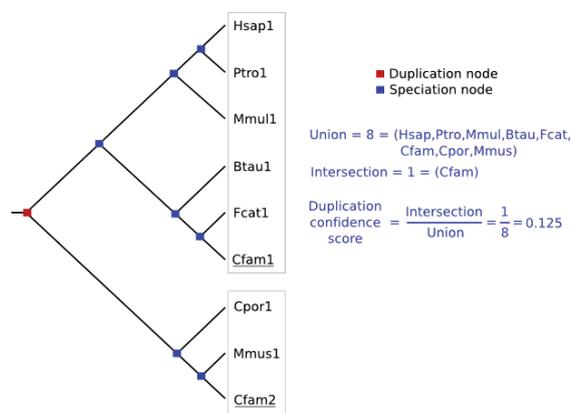 Hsap1
Ptro1
Mmul1
Btau1
Fcat1
Cfam1
Cpor1
Mmus1
Cfam2
Duplication node
Speciation node
Union = 8 = (Hsap,Ptro,Mmul,Btau,Fcat,
Cfam,Cpor,Mmus)
Intersection = 1 = (Cfam)
Duplication
confidence
score
= Intersection
Union
= 1
8
= 0.125